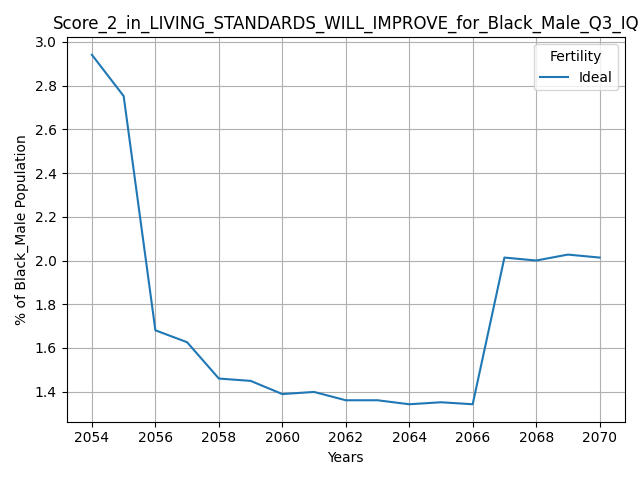 Score_2_in_LIVING_STANDARDS_WILL_IMPROVE_for_Black_Male_Q3_IQ
3.0
2.8
2.6
2.4
2.2
2.0
1.8
1.6
1.4
% of Black_Male Population
Fertility
Ideal
2054 2056 2058 2060 2062 2064 2066 2068 2070
Years